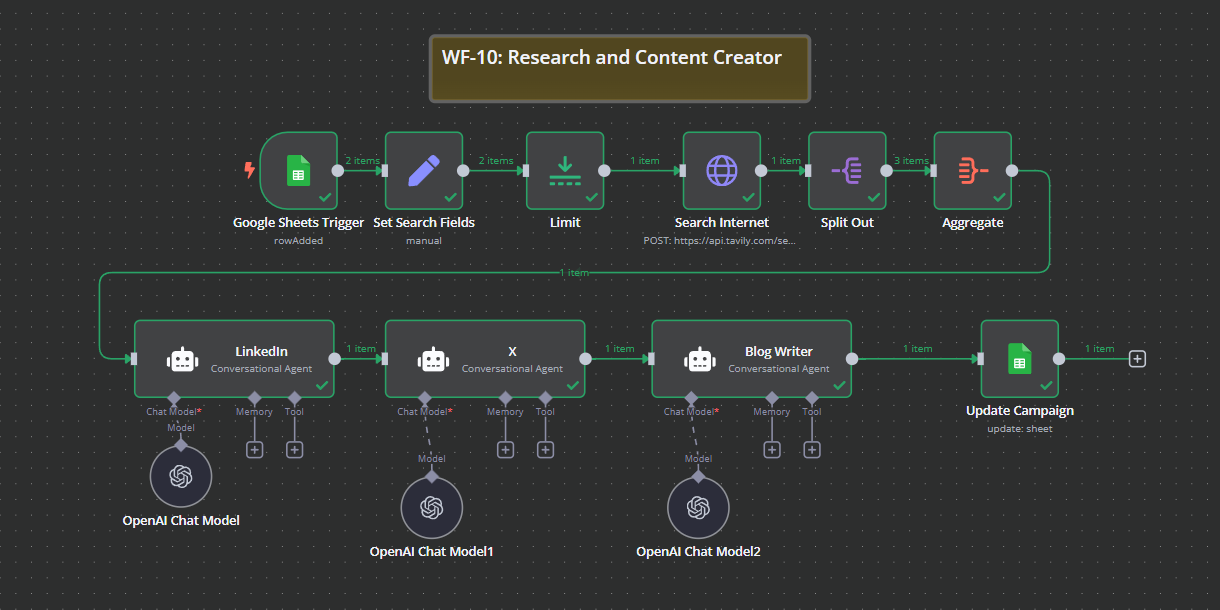 WF-10: Research and Content Creator
2 items
2 items
1 item
1 item
3 items
Google Sheets Trigger
rowAdded
Set Search Fields
manual
Limit
Search Internet
POST: https://api.tavily.com/se...
Split Out
Aggregate
1 item
LinkedIn
Conversational Agent
1 item
X
Conversational Agent
1 item
Blog Writer
Conversational Agent
1 item
1 item
Chat Model*
Memory
Tool
Chat Model*
Memory
Tool
Chat Model*
Memory
Tool
Update Campaign
update: sheet
Model
Model
Model
OpenAI Chat Model
OpenAI Chat Model1
OpenAI Chat Model2